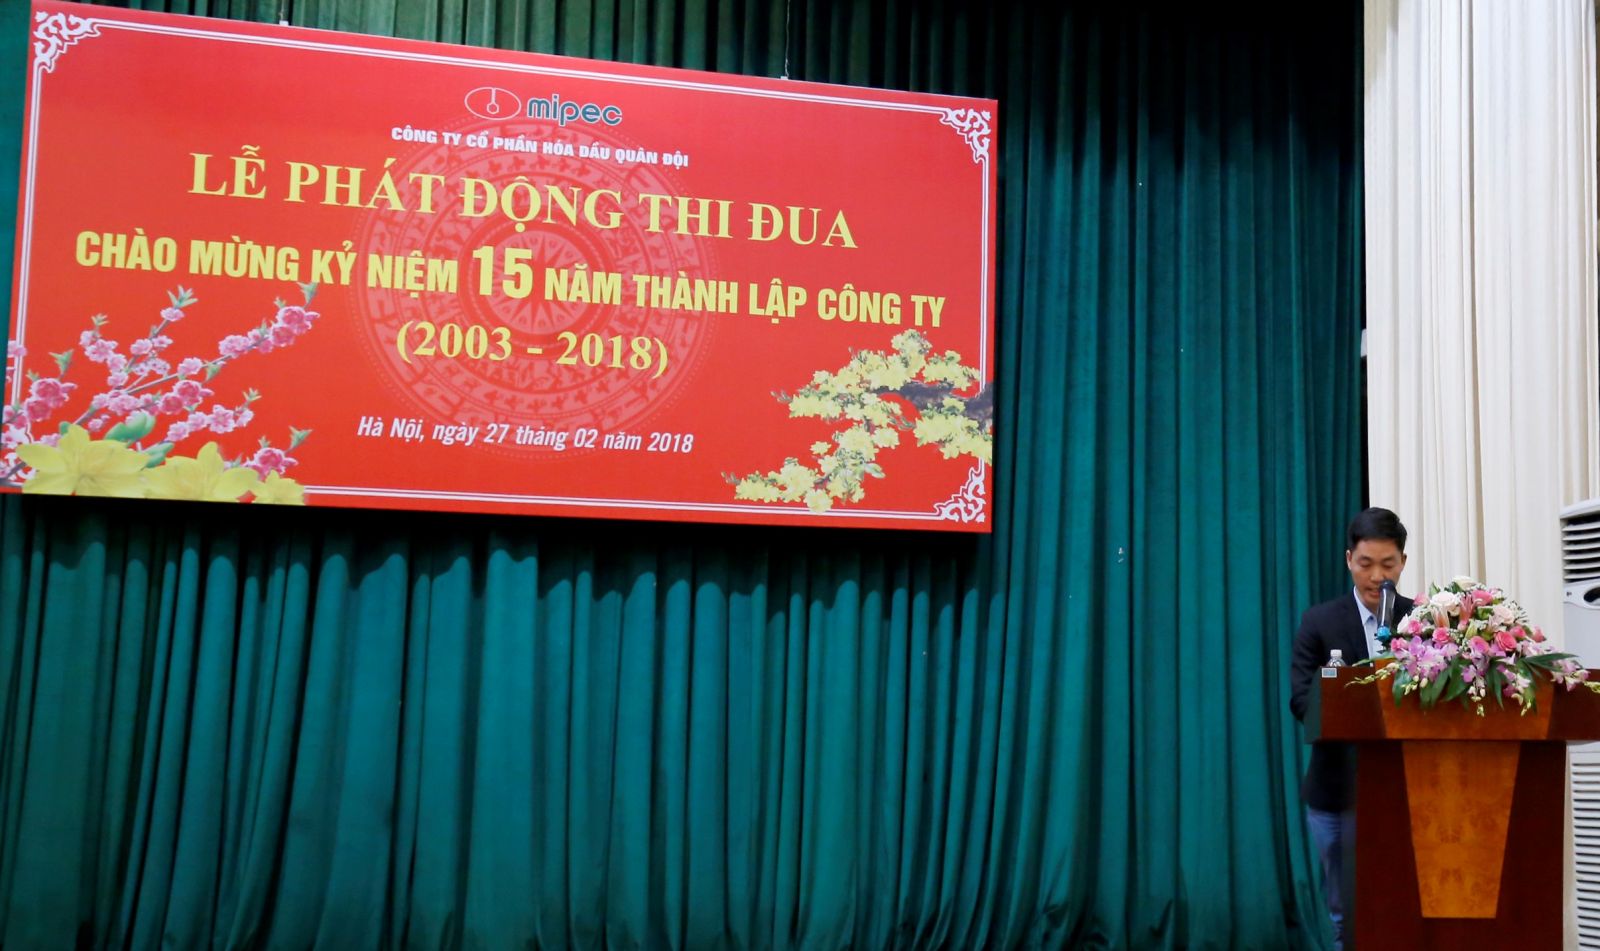 mipec
CÔNG TY CỔ PHẦN HÓA DẦU QUÂN ĐỘI
LỄ PHÁT ĐỘNG THI ĐUA
CHÀO MỪNG KỶ NIỆM 15 NĂM THÀNH LẬP CÔNG TY
(2003 - 2018)
Hà Nội, ngày 27 tháng 02 năm 2018